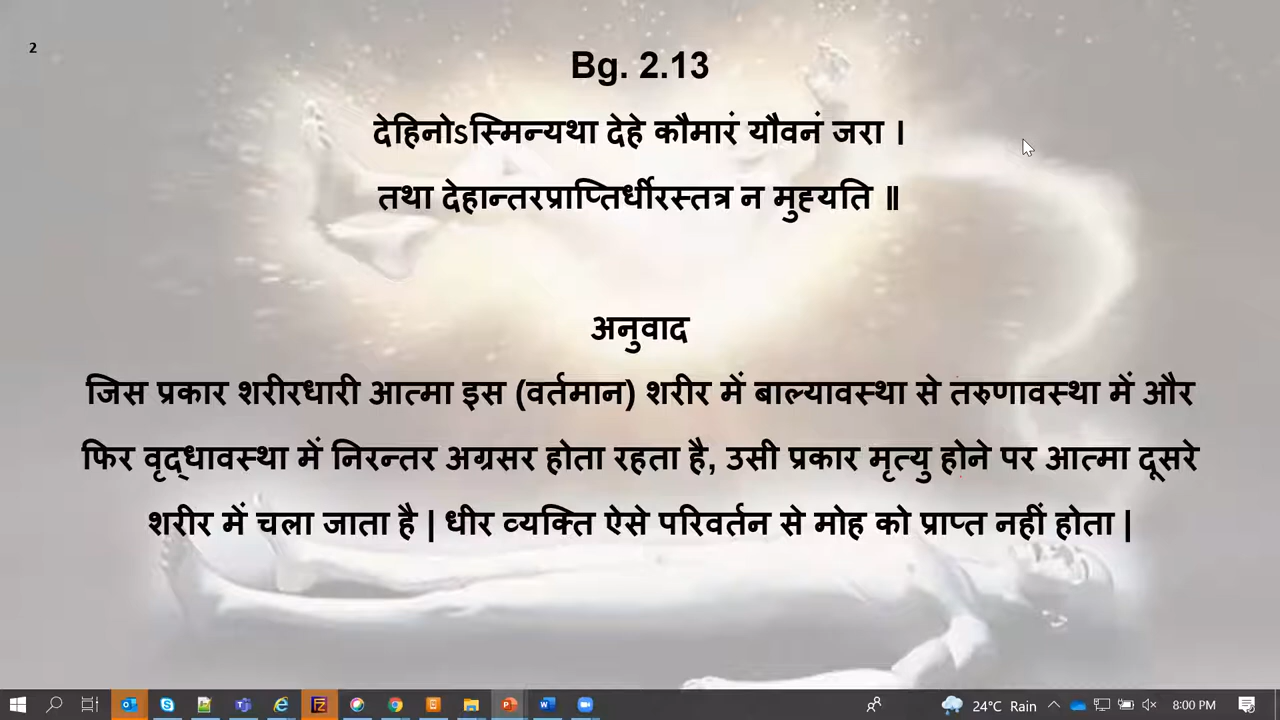 2
Bg. 2.13
देहिनोऽस्मिन्यथा देहे कौमारं यौवनं जरा ।
तथा देहान्तरप्राप्तिर्धीरस्तत्र न मुह्यति ॥
अनुवाद
जिस प्रकार शरीरधारी आत्मा इस (वर्तमान) शरीर में बाल्यावस्था से तरुणावस्था में और
फिर वृद्धावस्था में निरन्तर अग्रसर होता रहता है, उसी प्रकार मृत्यु होने पर आत्मा दूसरे
शरीर में चला जाता है | धीर व्यक्ति ऐसे परिवर्तन से मोह को प्राप्त नहीं होता |
24°C Rain 8:00 PM